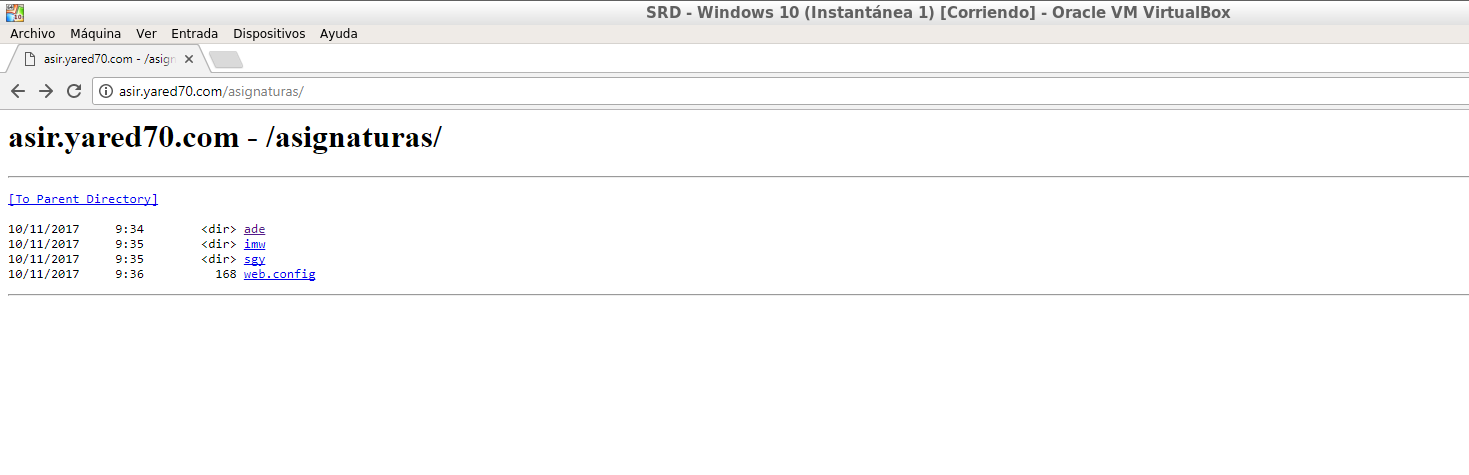 SRD - Windows 10 (Instantánea 1) [Corriendo] - Oracle VM VirtualBox
Archivo Máquina Ver Entrada Dispositivos Ayuda
asir.yared70.com - /asign
asir.yared70.com/asignaturas/
asir.yared70.com - /asignaturas/
[To Parent Directory]
10/11/2017 9:34 <dir> ade
10/11/2017 9:35 <dir> imw
10/11/2017 9:35 <dir> sgy
10/11/2017 9:36 168 web.config